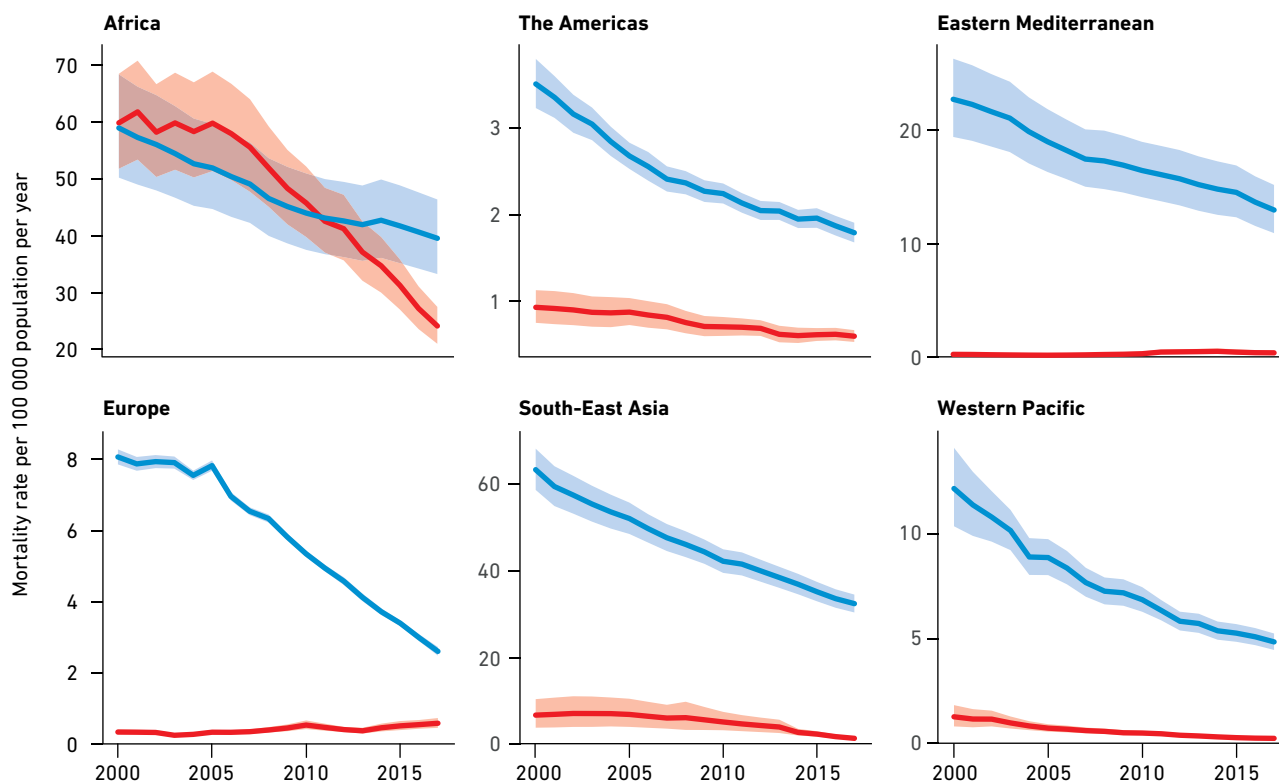 Africa
The Americas
Eastern Mediterranean
Mortality rate per 100 000 population per year
70
60
50
40
30
20
3
2
1
20
10
0
Europe
South-East Asia
Western Pacific
8
6
4
2
0
60
40
20
0
10
5
0
2000 2005 2010 2015
2000 2005 2010 2015
2000 2005 2010 2015